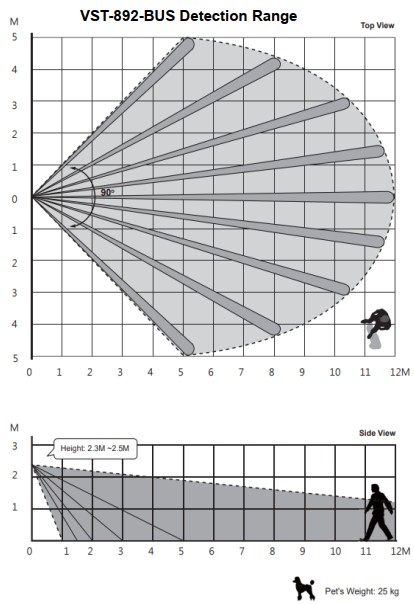 VST-892-BUS Detection Range
M
Top View
5
4
3
2
1
0
1
2
3
4
5
90°
0 1 2 3 4 5 6 7 8 9 10 11 12M
M
Side View
3
2
1
Height: 2.3M ~2.5M
0 1 2 3 4 5 6 7 8 9 10 11 12M
Pet's Weight: 25 kg